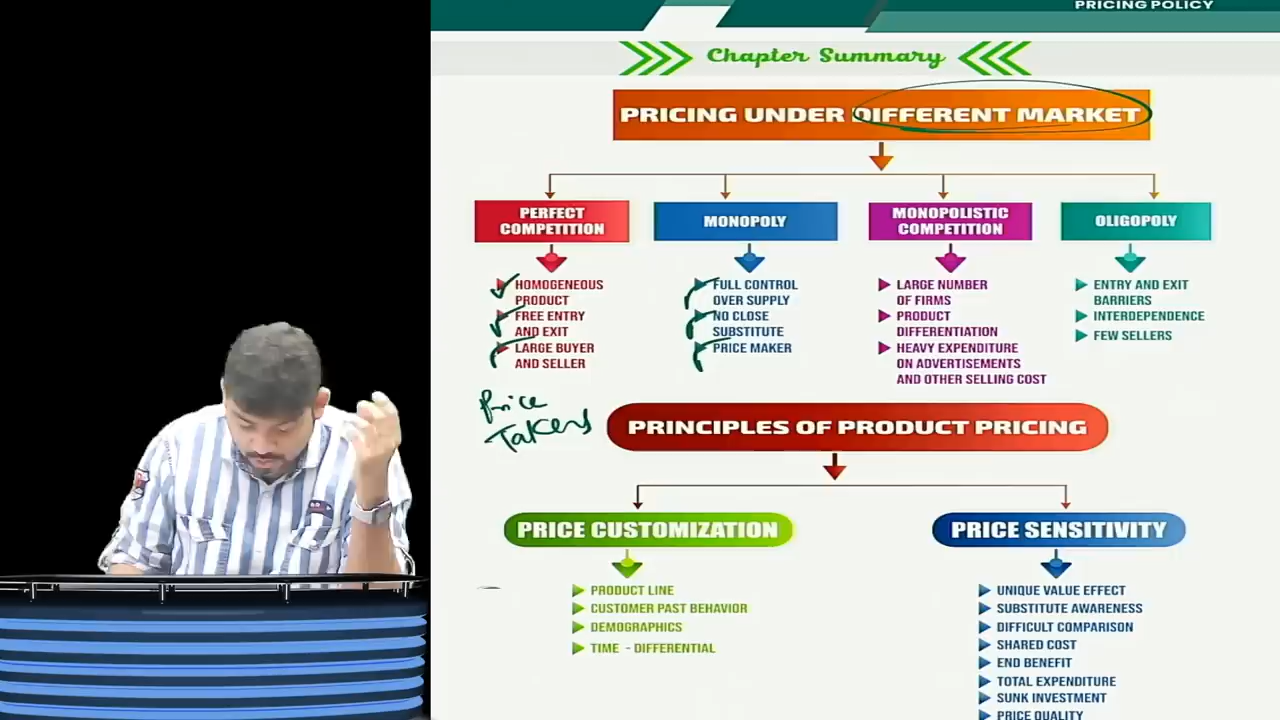 PRICING POLICY
Chapter Summary
PRICING UNDER DIFFERENT MARKET
PERFECT
COMPETITION
HOMOGENEOUS
PRODUCT
FREE ENTRY
AND EXIT
LARGE BUYER
AND SELLER
Price
Takers
MONOPOLY
FULL CONTROL
OVER SUPPLY
NO CLOSE
SUBSTITUTE
PRICE MAKER
MONOPOLISTIC
COMPETITION
LARGE NUMBER
OF FIRMS
PRODUCT
DIFFERENTIATION
HEAVY EXPENDITURE
ON ADVERTISEMENTS
AND OTHER SELLING COST
OLIGOPOLY
ENTRY AND EXIT
BARRIERS
INTERDEPENDENCE
FEW SELLERS
PRINCIPLES OF PRODUCT PRICING
PRICE CUSTOMIZATION
PRODUCT LINE
CUSTOMER PAST BEHAVIOR
DEMOGRAPHICS
TIME - DIFFERENTIAL
PRICE SENSITIVITY
UNIQUE VALUE EFFECT
SUBSTITUTE AWARENESS
DIFFICULT COMPARISON
SHARED COST
END BENEFIT
TOTAL EXPENDITURE
SUNK INVESTMENT
PRICE QUALITY